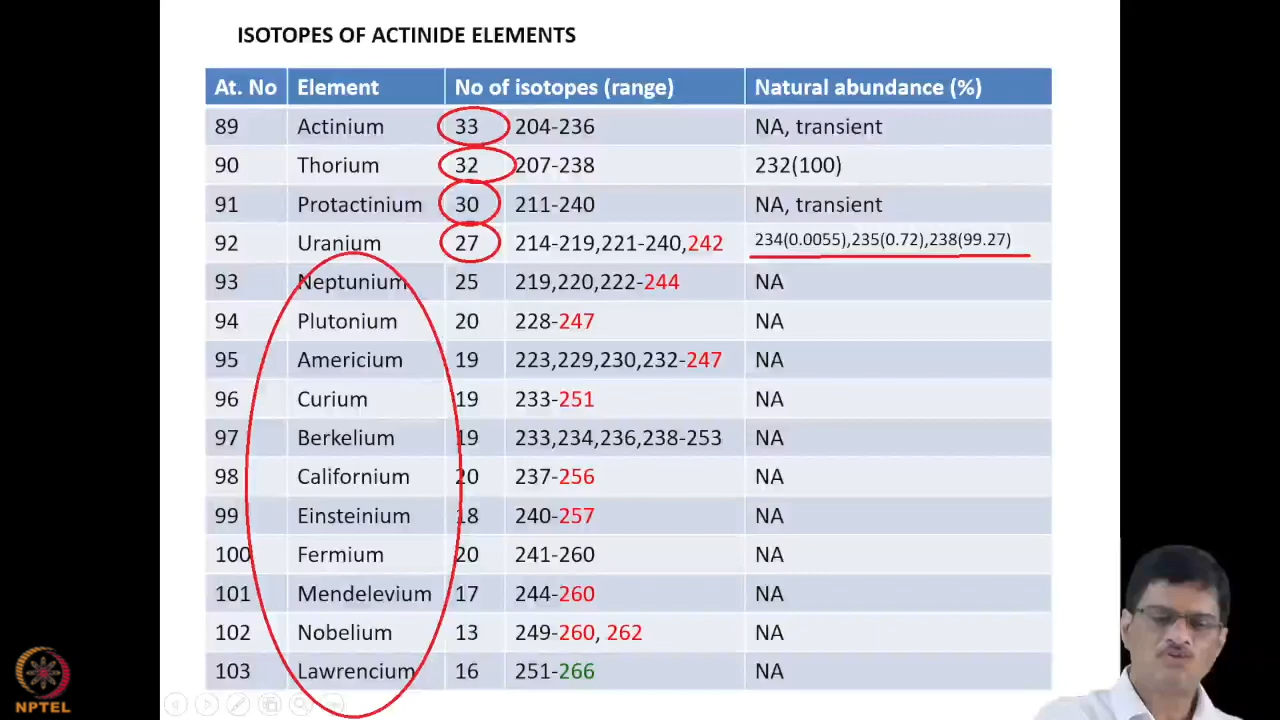 ISOTOPES OF ACTINIDE ELEMENTS
At. No Element No of isotopes (range) Natural abundance (%)
89 Actinium 33 204-236 NA, transient
90 Thorium 32 207-238 232(100)
91 Protactinium 30 211-240 NA, transient
92 Uranium 27 214-219,221-240,242 234(0.0055),235(0.72),238(99.27)
93 Neptunium 25 219,220,222-244 NA
94 Plutonium 20 228-247 NA
95 Americium 19 223,229,230,232-247 NA
96 Curium 19 233-251 NA
97 Berkelium 19 233,234,236,238-253 NA
98 Californium 20 237-256 NA
99 Einsteinium 18 240-257 NA
100 Fermium 20 241-260 NA
101 Mendelevium 17 244-260 NA
102 Nobelium 13 249-260, 262 NA
103 Lawrencium 16 251-266 NA
NPTEL